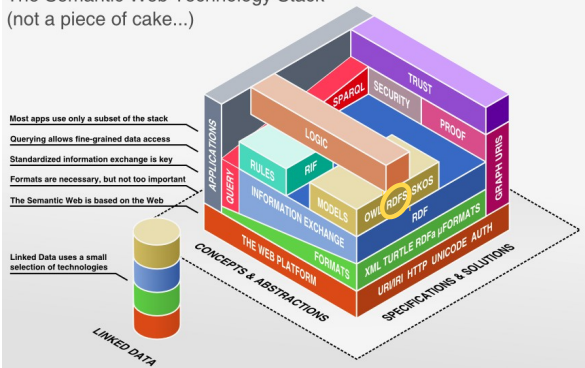 The Semantic Web Technology Stack
(not a piece of cake...)
Most apps use only a subset of the stack
Querying allows fine-grained data access
Standardized information exchange is key
Formats are necessary, but not too important
The Semantic Web is based on the Web
Linked Data uses a small
selection of technologies
LINKED DATA
APPLICATIONS
QUERY
RULES
RIF
LOGIC
SPARQL
SECURITY
TRUST
PROOF
GRAPH URIS
MODELS
OWL RDFS SKOS
INFORMATION EXCHANGE
RDF
FORMATS
XML TURTLE RDFa µFORMATS
THE WEB PLATFORM
URI/IRI HTTP UNICODE AUTH
CONCEPTS & ABSTRACTIONS
SPECIFICATIONS & SOLUTIONS